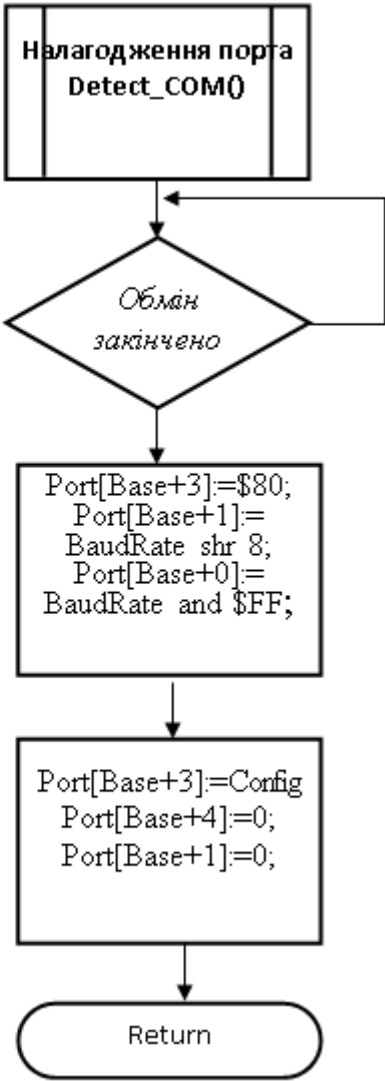 Налагодження порта
Detect_COM()
Обмін
закінчено
Port[Base+3]:=$80;
Port[Base+1]:=
BaudRate shr 8;
Port[Base+0]:=
BaudRate and $FF;
Port[Base+3]:=Config
Port[Base+4]:=0;
Port[Base+1]:=0;
Return